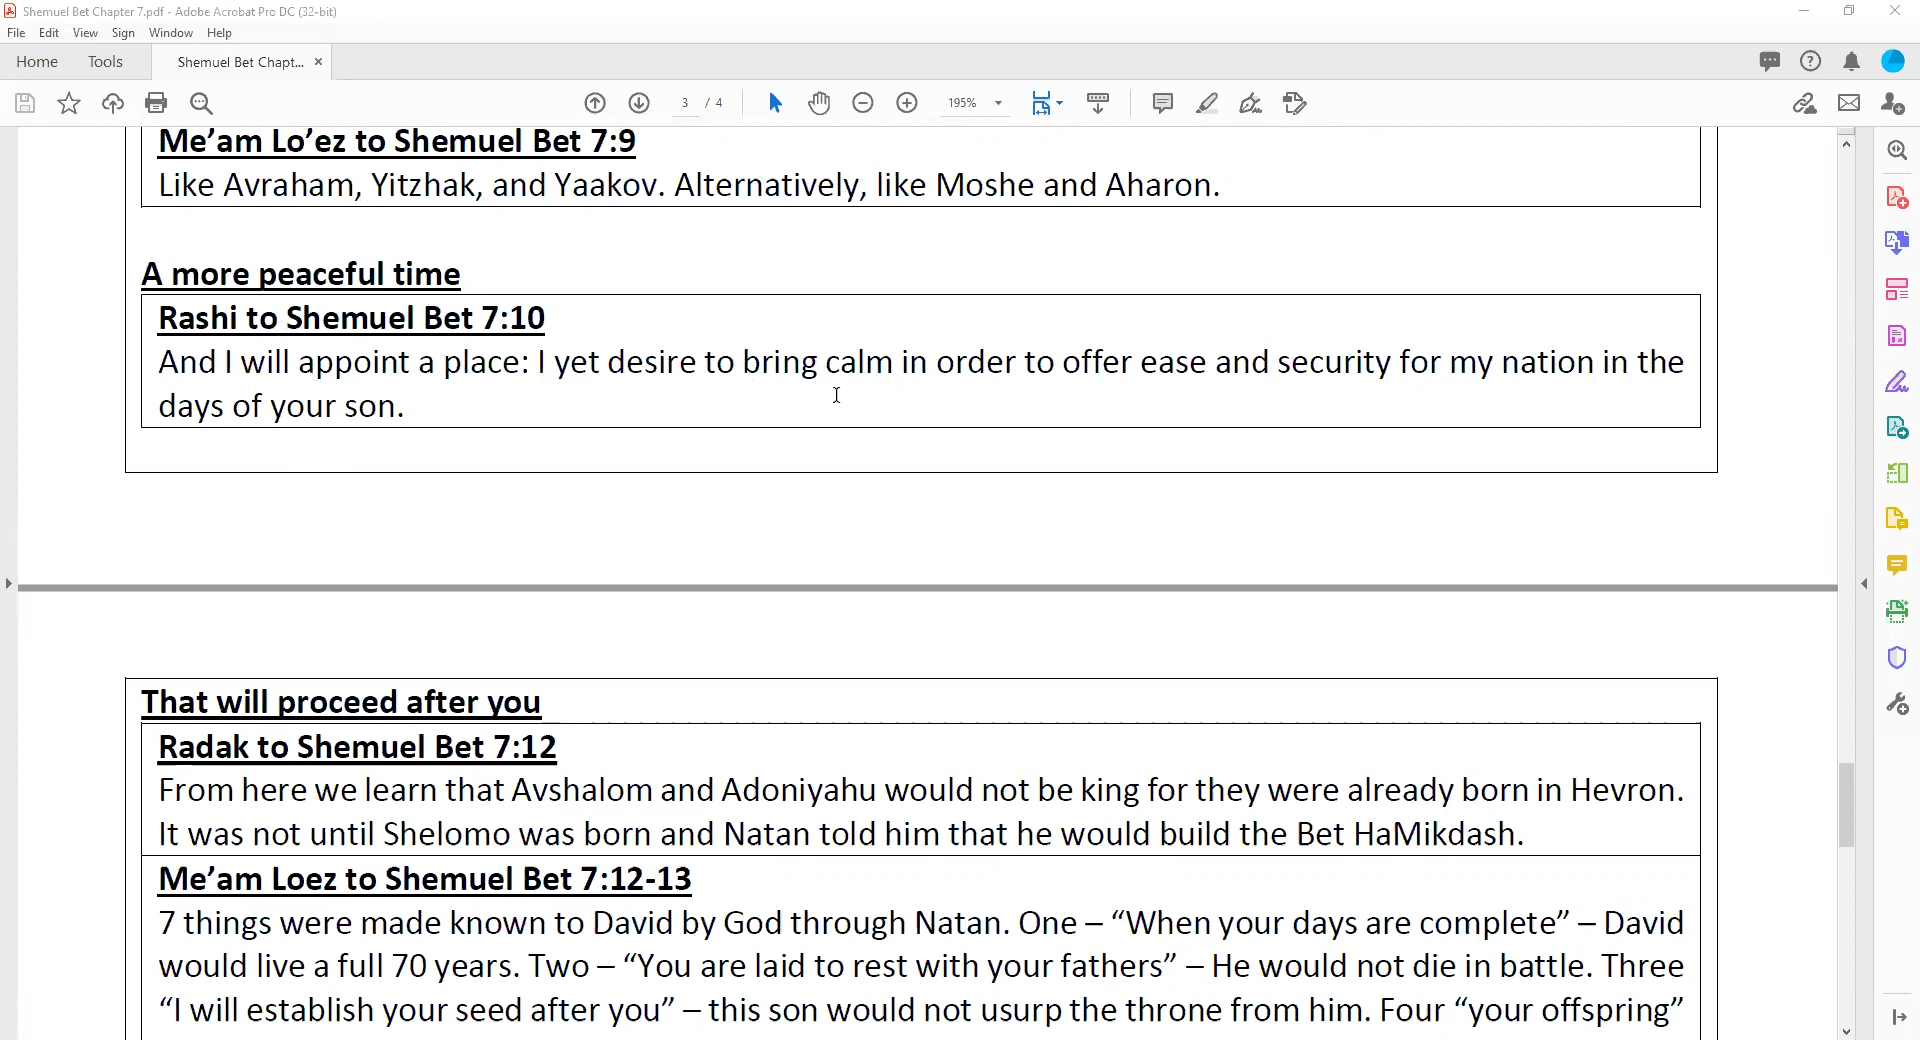 Shemuel Bet Chapter 7.pdf - Adobe Acrobat Pro DC (32-bit)
File Edit View Sign Window Help
Home Tools Shemuel Bet Chapt... ×
3 / 4 195%
Me’am Lo’ez to Shemuel Bet 7:9
Like Avraham, Yitzhak, and Yaakov. Alternatively, like Moshe and Aharon.
A more peaceful time
Rashi to Shemuel Bet 7:10
And I will appoint a place: I yet desire to bring calm in order to offer ease and security for my nation in the
days of your son.
That will proceed after you
Radak to Shemuel Bet 7:12
From here we learn that Avshalom and Adoniyahu would not be king for they were already born in Hevron.
It was not until Shelomo was born and Natan told him that he would build the Bet HaMikdash.
Me’am Loez to Shemuel Bet 7:12-13
7 things were made known to David by God through Natan. One – “When your days are complete” – David
would live a full 70 years. Two – “You are laid to rest with your fathers” – He would not die in battle. Three
“I will establish your seed after you” – this son would not usurp the throne from him. Four “your offspring”